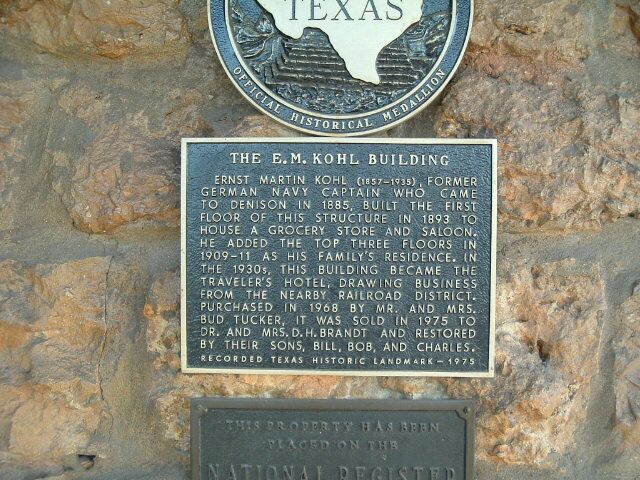 TEXAS
OFFICIAL HISTORICAL MEDALLION
THE E.M. KOHL BUILDING
ERNST MARTIN KOHL (1857-1935), FORMER
GERMAN NAVY CAPTAIN WHO CAME
TO DENISON IN 1885, BUILT THE FIRST
FLOOR OF THIS STRUCTURE IN 1893 TO
HOUSE A GROCERY STORE AND SALOON.
HE ADDED THE TOP THREE FLOORS IN
1909-11 AS HIS FAMILY'S RESIDENCE. IN
THE 1930s, THIS BUILDING BECAME THE
TRAVELER'S HOTEL, DRAWING BUSINESS
FROM THE NEARBY RAILROAD DISTRICT.
PURCHASED IN 1968 BY MR. AND MRS.
BUD TUCKER, IT WAS SOLD IN 1975 TO
DR. AND MRS. D.H. BRANDT AND RESTORED
BY THEIR SONS, BILL, BOB, AND CHARLES.
RECORDED TEXAS HISTORIC LANDMARK - 1975
THIS PROPERTY HAS BEEN
PLACED ON THE
NATIONAL REGISTER